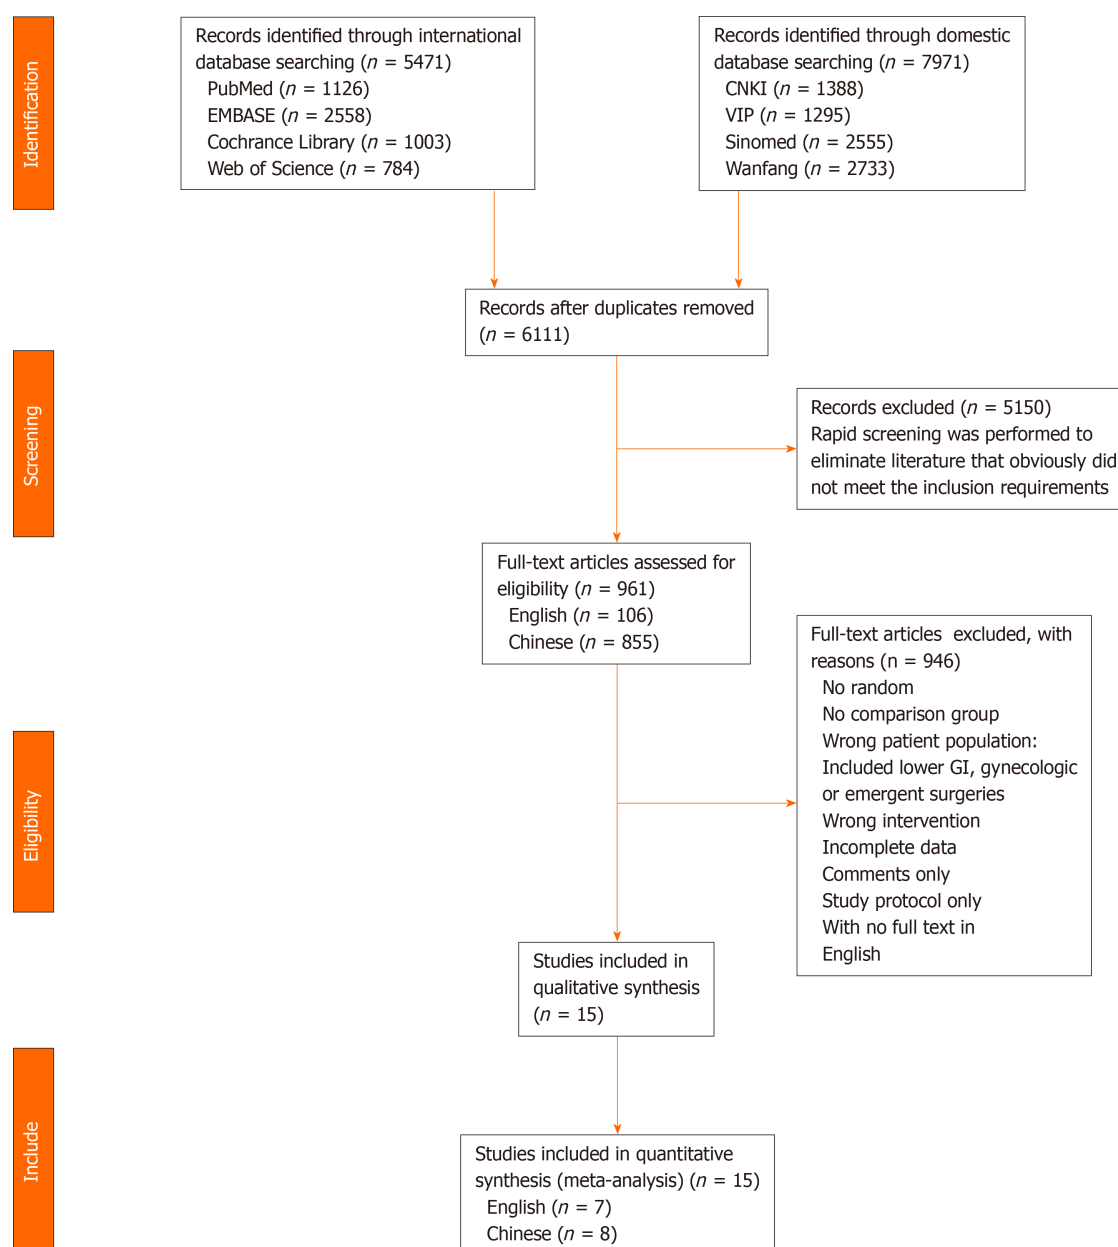 Identification
Records identified through international
database searching (n = 5471)
PubMed (n = 1126)
EMBASE (n = 2558)
Cochrance Library (n = 1003)
Web of Science (n = 784)
Records identified through domestic
database searching (n = 7971)
CNKI (n = 1388)
VIP (n = 1295)
Sinomed (n = 2555)
Wanfang (n = 2733)
Records after duplicates removed
(n = 6111)
Screening
Records excluded (n = 5150)
Rapid screening was performed to
eliminate literature that obviously did
not meet the inclusion requirements
Full-text articles assessed for
eligibility (n = 961)
English (n = 106)
Chinese (n = 855)
Eligibility
Full-text articles excluded, with
reasons (n = 946)
No random
No comparison group
Wrong patient population:
Included lower GI, gynecologic
or emergent surgeries
Wrong intervention
Incomplete data
Comments only
Study protocol only
With no full text in
English
Studies included in
qualitative synthesis
(n = 15)
Include
Studies included in quantitative
synthesis (meta-analysis) (n = 15)
English (n = 7)
Chinese (n = 8)